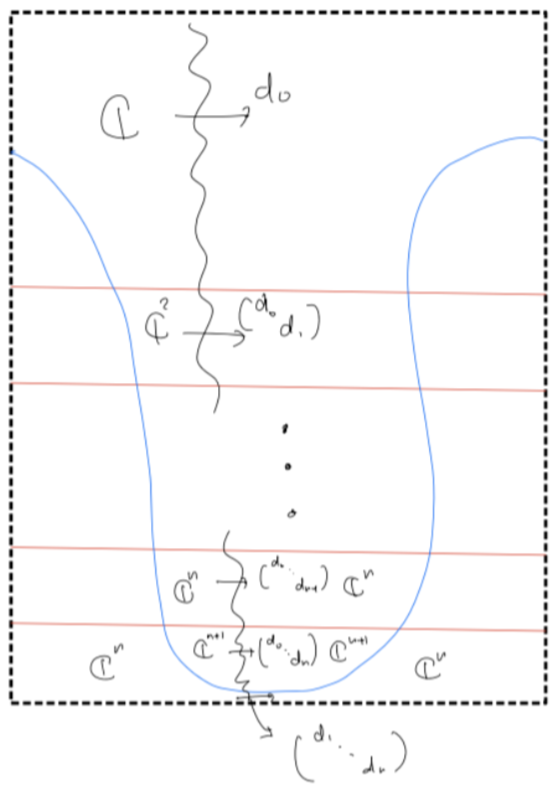 ℂ d₀
ℂ² (d₀ d₁)
⋮
ℂⁿ (d₀ ⋱ dₙ₋₁) ℂⁿ
ℂⁿ⁺¹ (d₀ ⋱ dₙ) ℂⁿ⁺¹
ℂⁿ ℂⁿ
(d₁ ⋱ dₙ)